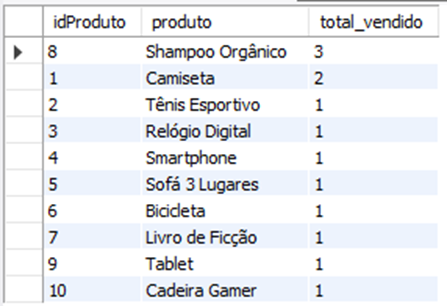 idProduto produto total_vendido
8 Shampoo Orgânico 3
1 Camiseta 2
2 Tênis Esportivo 1
3 Relógio Digital 1
4 Smartphone 1
5 Sofá 3 Lugares 1
6 Bicicleta 1
7 Livro de Ficção 1
9 Tablet 1
10 Cadeira Gamer 1